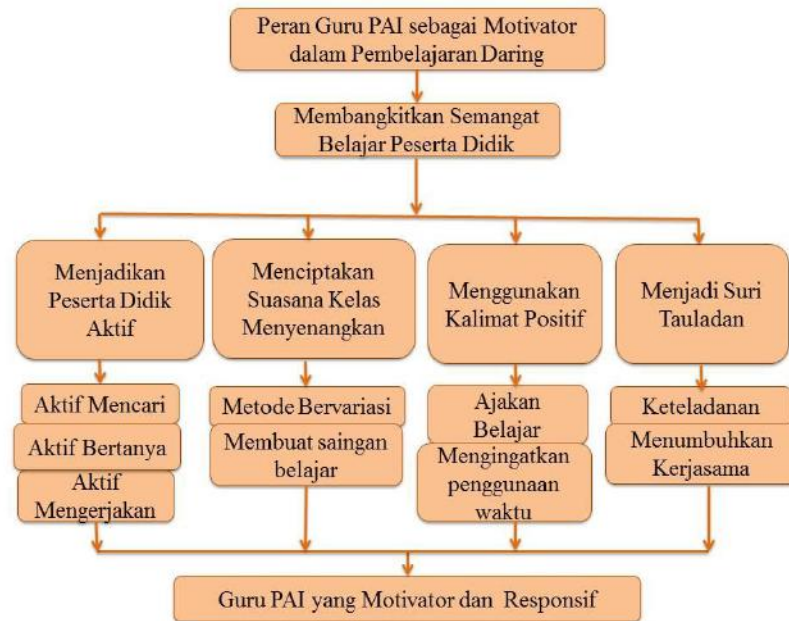 Peran Guru PAI sebagai Motivator
dalam Pembelajaran Daring
Membangkitkan Semangat
Belajar Peserta Didik
Menjadikan
Peserta Didik
Aktif
Menciptakan
Suasana Kelas
Menyenangkan
Menggunakan
Kalimat Positif
Menjadi Suri
Tauladan
Aktif Mencari
Aktif Bertanya
Aktif
Mengerjakan
Metode Bervariasi
Membuat saingan
belajar
Ajakan
Belajar
Mengingatkan
penggunaan
waktu
Keteladanan
Menumbuhkan
Kerjasama
Guru PAI yang Motivator dan Responsif